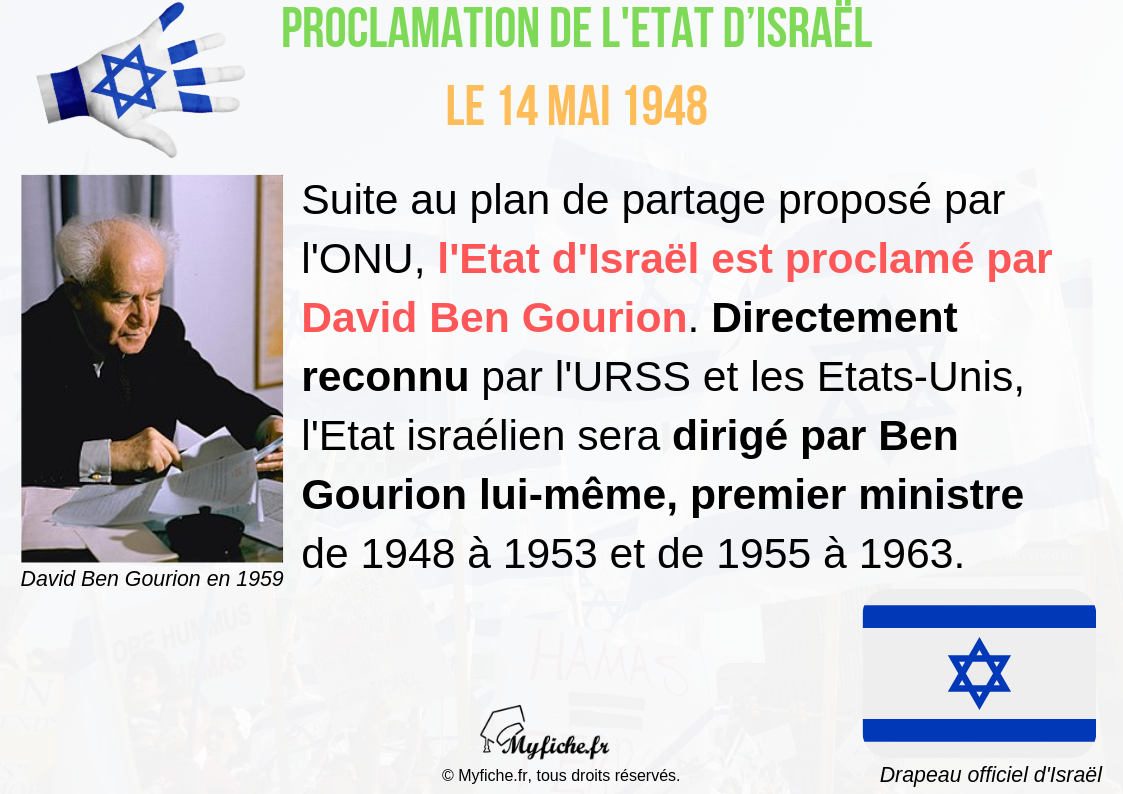 PROCLAMATION DE L'ETAT D’ISRAËL
LE 14 MAI 1948
Suite au plan de partage proposé par
l'ONU, l'Etat d'Israël est proclamé par
David Ben Gourion. Directement
reconnu par l'URSS et les Etats-Unis,
l'Etat israélien sera dirigé par Ben
Gourion lui-même, premier ministre
de 1948 à 1953 et de 1955 à 1963.
David Ben Gourion en 1959
HUMMUS
HAMAS
HAMAS
Myfiche.fr
© Myfiche.fr, tous droits réservés.
Drapeau officiel d'Israël